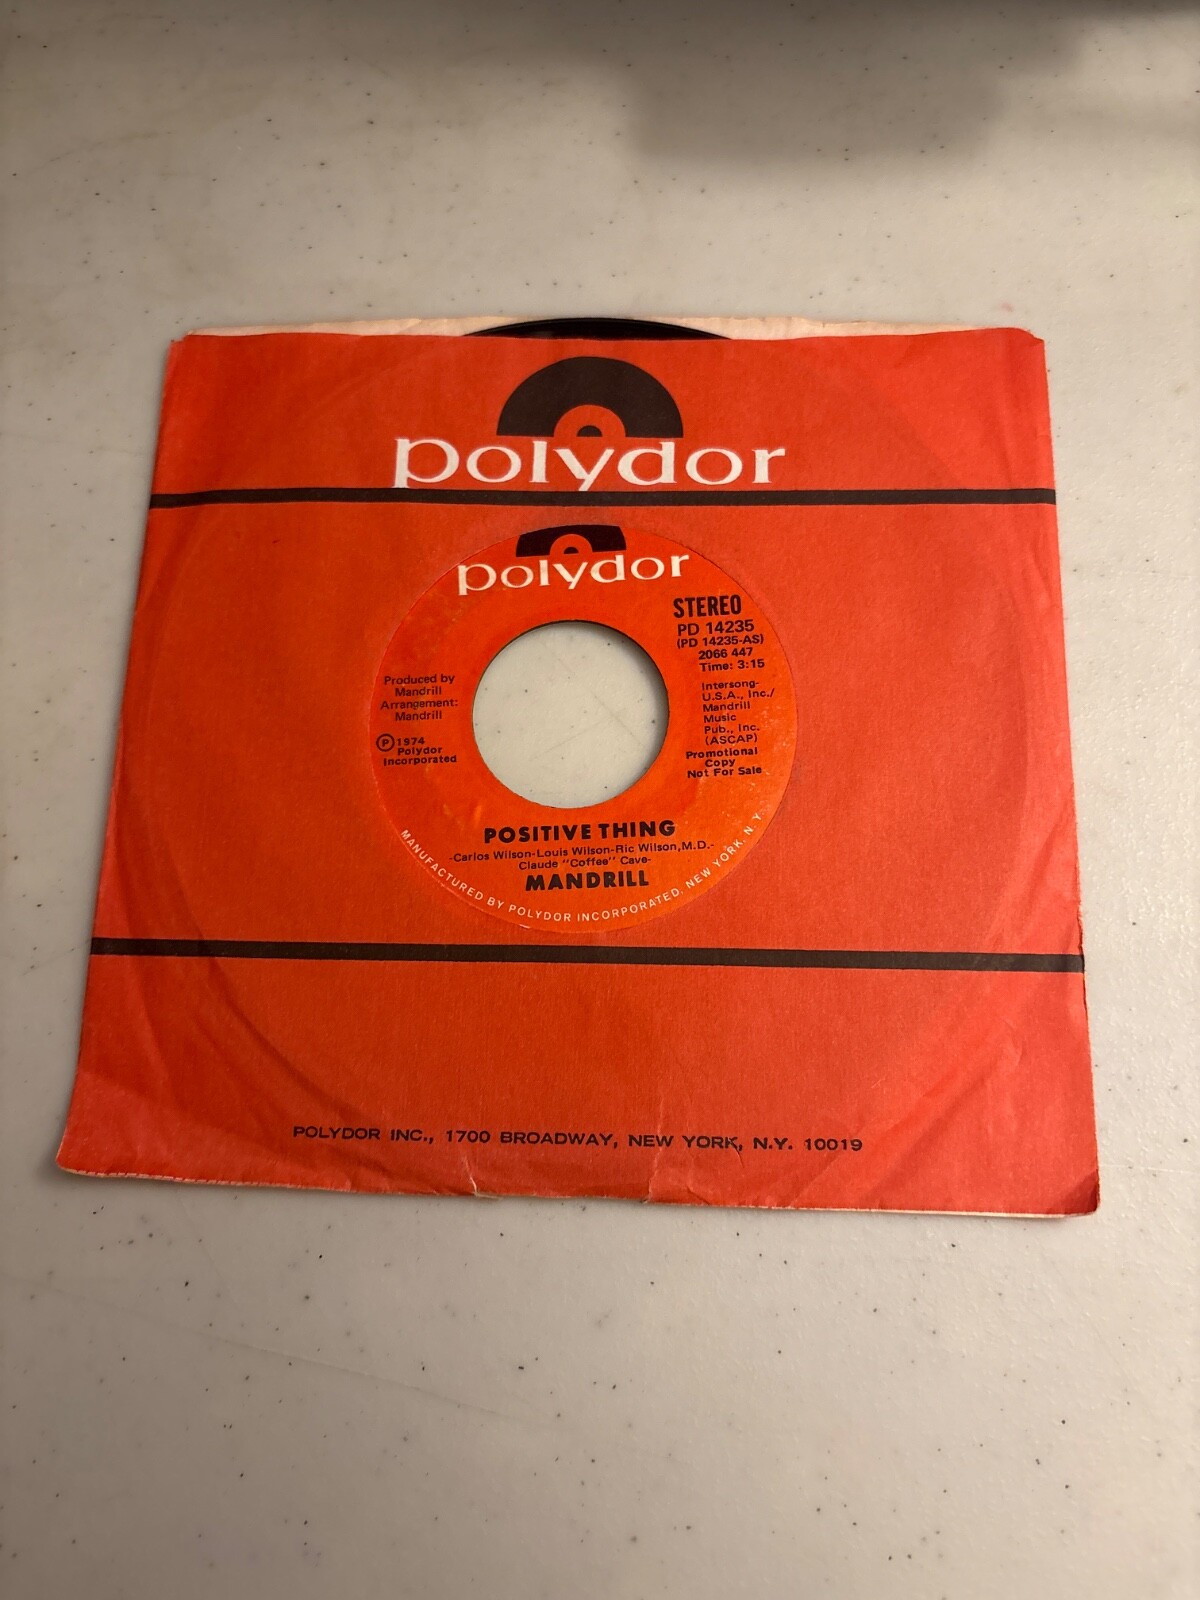 polydor
polydor
STEREO
PD 14235
(PD 14235-AS)
2066 447
Time: 3:15
Intersong-
U.S.A., Inc./
Mandrill
Music
Pub., Inc.
(ASCAP)
Promotional
Copy
Not For Sale
Produced by
Mandrill
Arrangement:
Mandrill
Ⓟ 1974
Polydor
Incorporated
POSITIVE THING
-Carlos Wilson-Louis Wilson-Ric Wilson, M.D.-
Claude "Coffee" Cave-
MANDRILL
MANUFACTURED BY POLYDOR INCORPORATED, NEW YORK, N.Y.
POLYDOR INC., 1700 BROADWAY, NEW YORK, N.Y. 10019